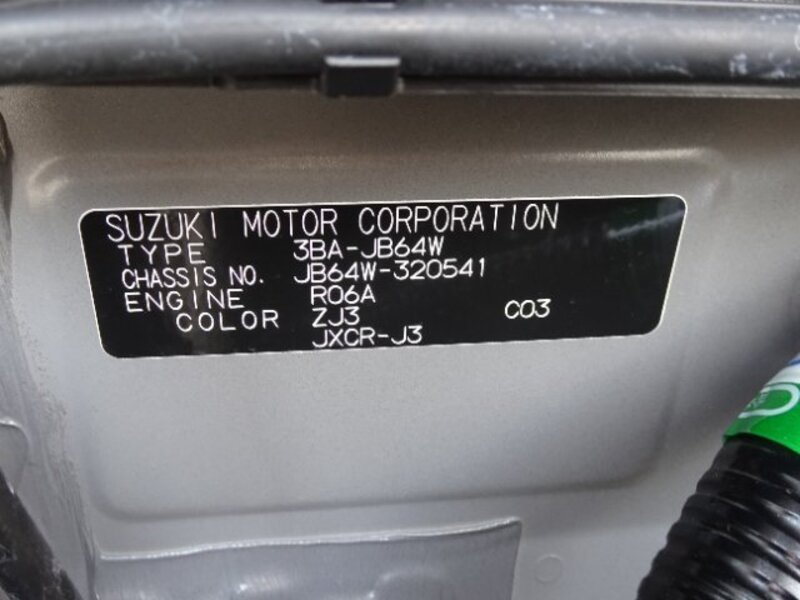 SUZUKI MOTOR CORPORATION
TYPE 3BA-JB64W
CHASSIS NO. JB64W-320541
ENGINE R06A
COLOR ZJ3 C03
JXCR-J3